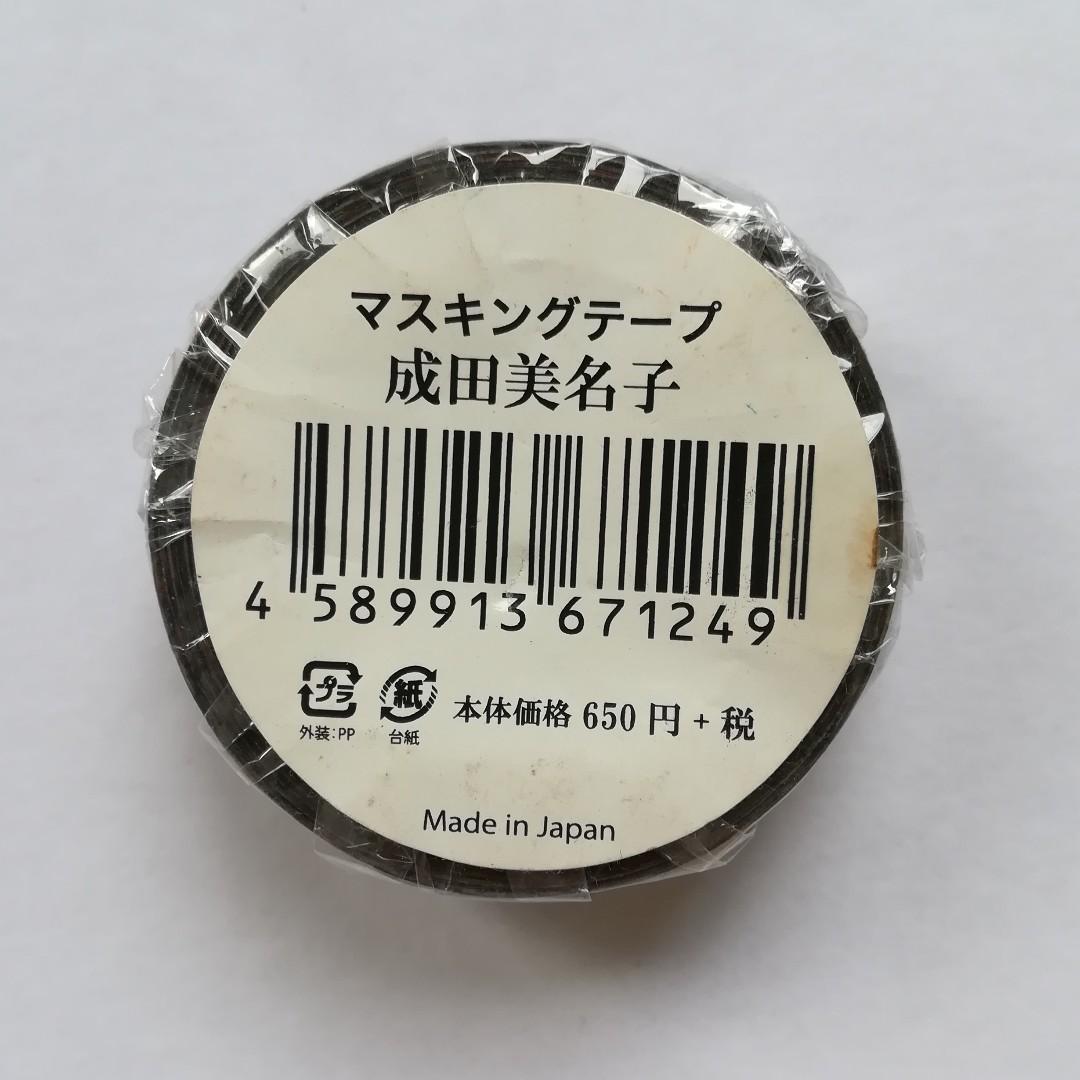 マスキングテープ
成田美名子
4 589913 671249
プラ 紙 本体価格 650 円 + 税
外装:PP 台紙
Made in Japan